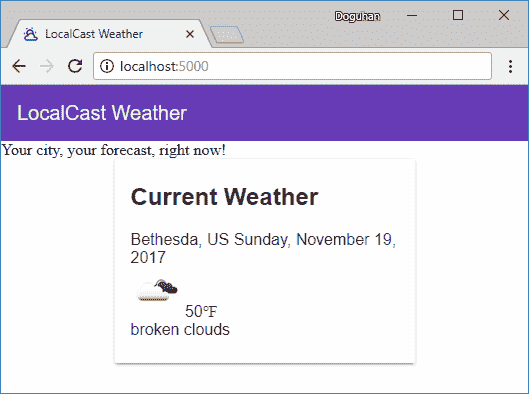 Doguhan
LocalCast Weather
localhost:5000
LocalCast Weather
Your city, your forecast, right now!
Current Weather
Bethesda, US Sunday, November 19,
2017
50°F
broken clouds